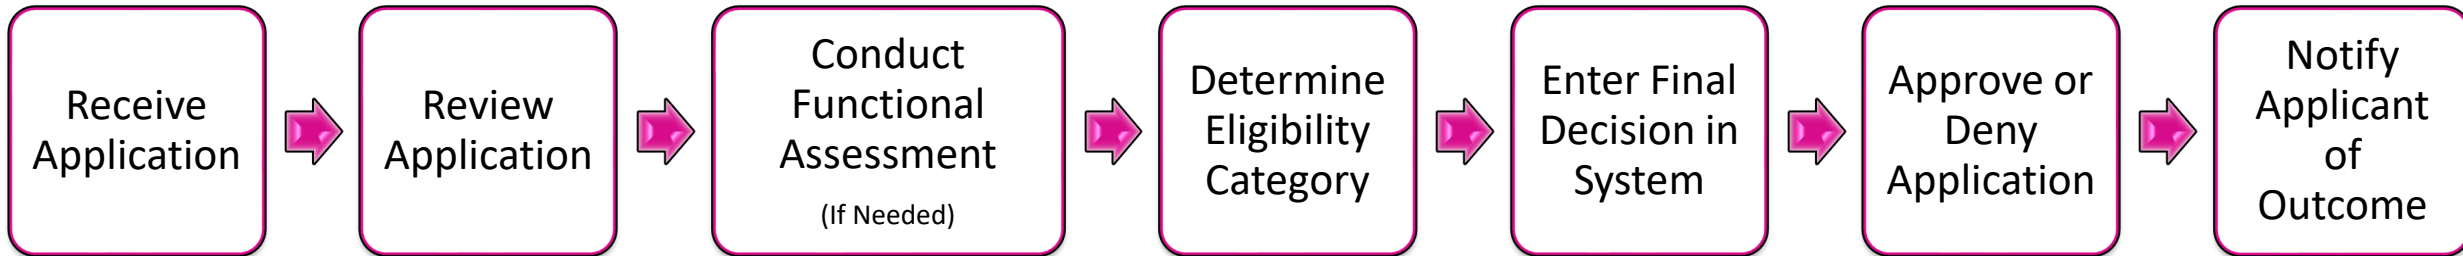 Receive
Application
Review
Application
Conduct
Functional
Assessment
(If Needed)
Determine
Eligibility
Category
Enter Final
Decision in
System
Approve or
Deny
Application
Notify
Applicant
of
Outcome